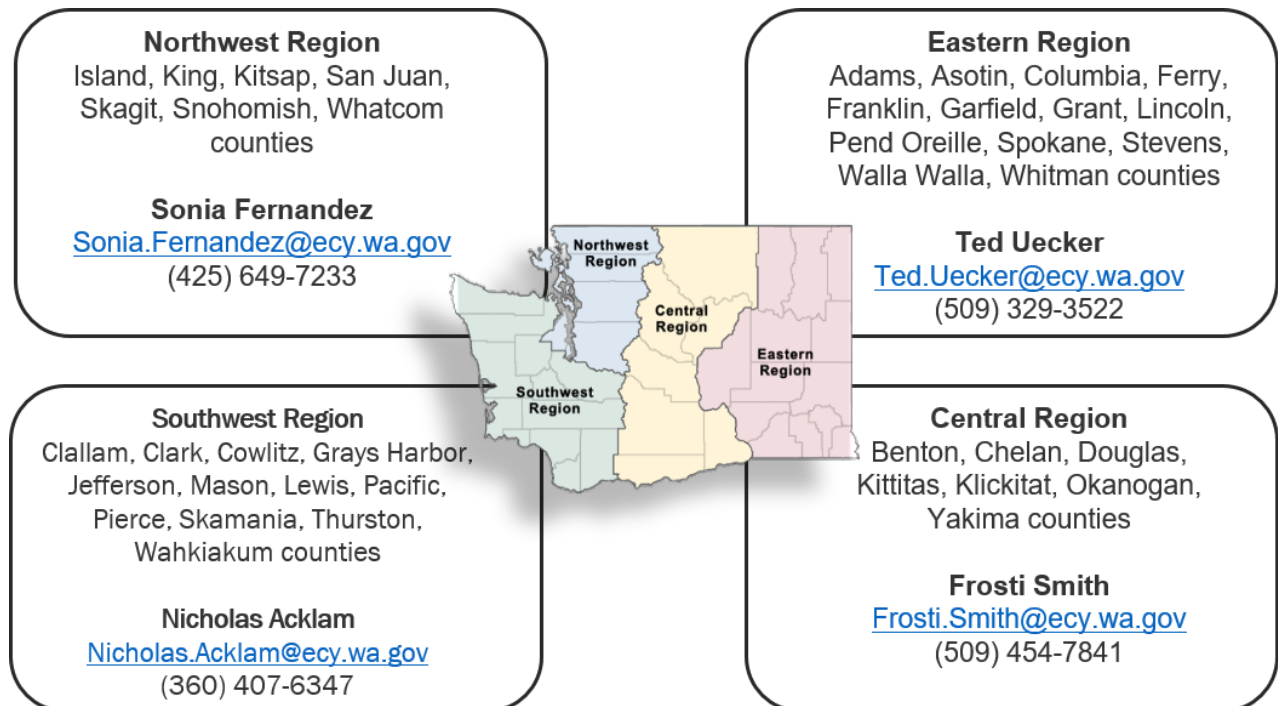 Northwest Region
Island, King, Kitsap, San Juan,
Skagit, Snohomish, Whatcom
counties
Sonia Fernandez
Sonia.Fernandez@ecy.wa.gov
(425) 649-7233
Eastern Region
Adams, Asotin, Columbia, Ferry,
Franklin, Garfield, Grant, Lincoln,
Pend Oreille, Spokane, Stevens,
Walla Walla, Whitman counties
Ted Uecker
Ted.Uecker@ecy.wa.gov
(509) 329-3522
Northwest
Region
Central
Region
Eastern
Region
Southwest
Region
Southwest Region
Clallam, Clark, Cowlitz, Grays Harbor,
Jefferson, Mason, Lewis, Pacific,
Pierce, Skamania, Thurston,
Wahkiakum counties
Nicholas Acklam
Nicholas.Acklam@ecy.wa.gov
(360) 407-6347
Central Region
Benton, Chelan, Douglas,
Kittitas, Klickitat, Okanogan,
Yakima counties
Frosti Smith
Frosti.Smith@ecy.wa.gov
(509) 454-7841